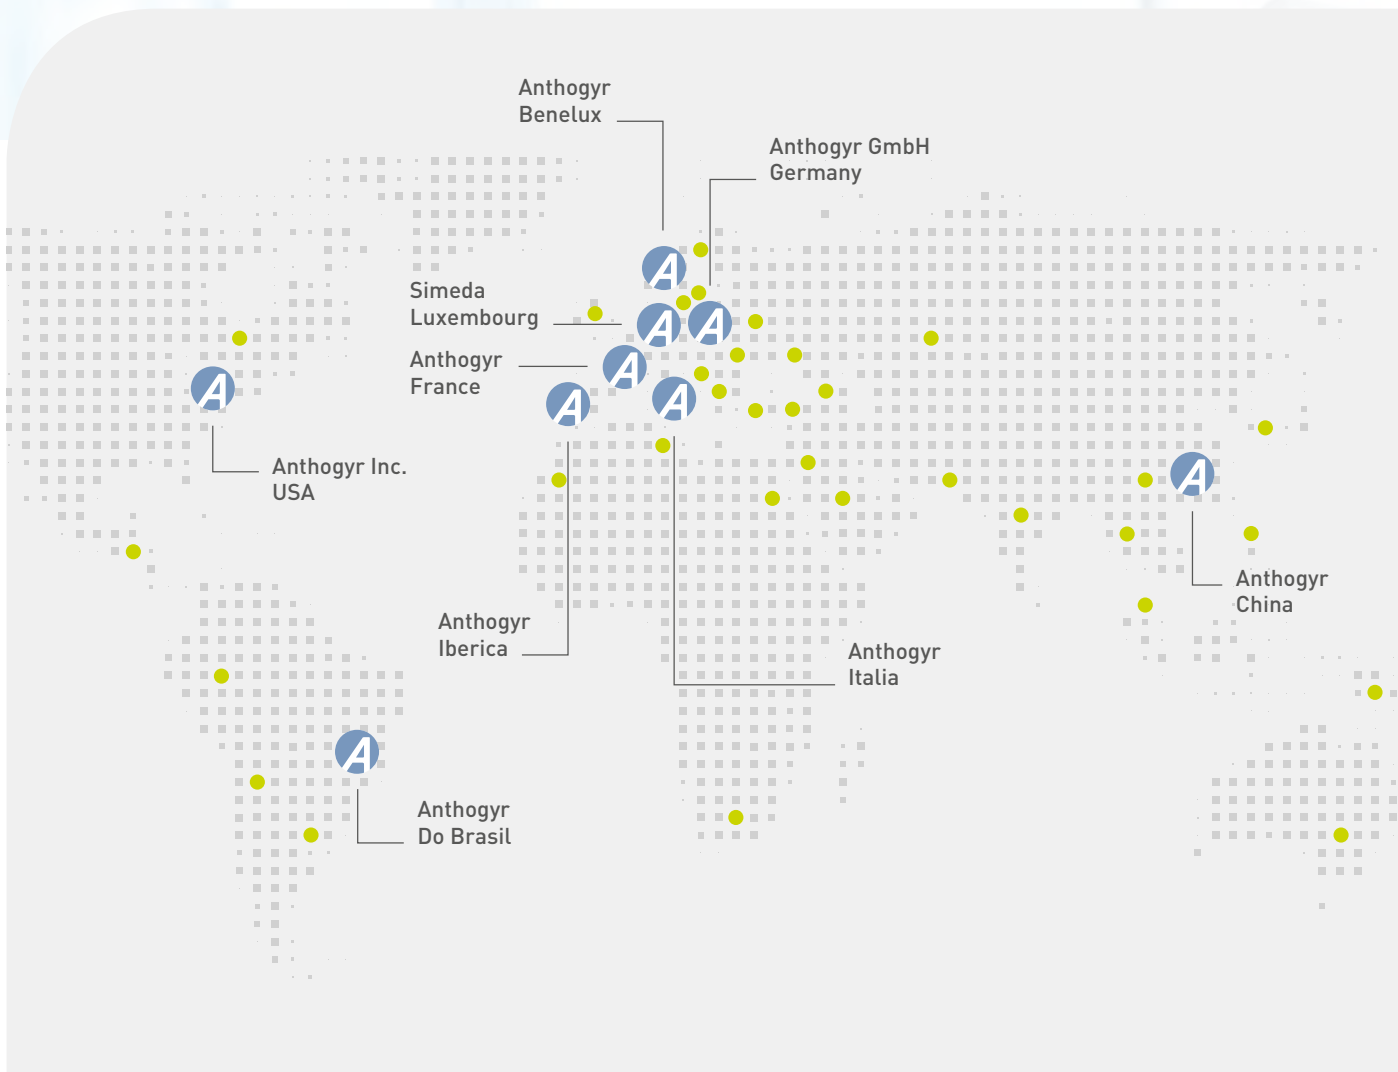 Anthogyr
Benelux
Anthogyr GmbH
Germany
Simeda
Luxembourg
Anthogyr
France
Anthogyr Inc.
USA
Anthogyr
China
Anthogyr
Iberica
Anthogyr
Italia
Anthogyr
Do Brasil
A
A
A
A
A
A
A
A
A